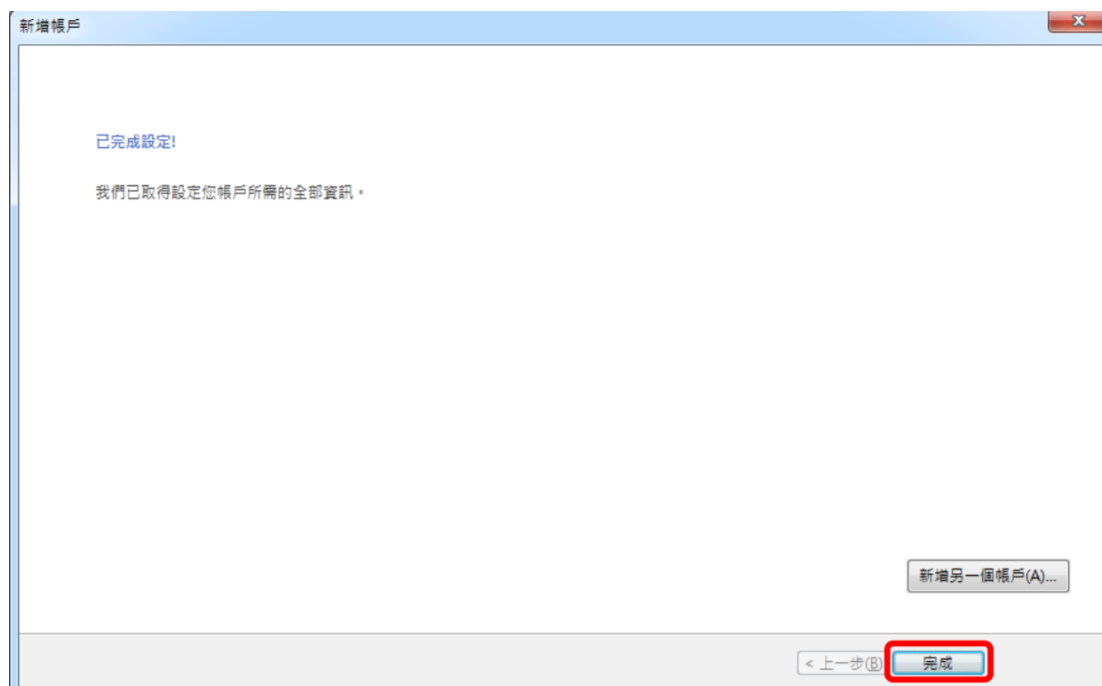 新增帳戶
x
已完成設定!
我們已取得設定您帳戶所需的全部資訊。
新增另一個帳戶(A)...
< 上一步(B)
完成